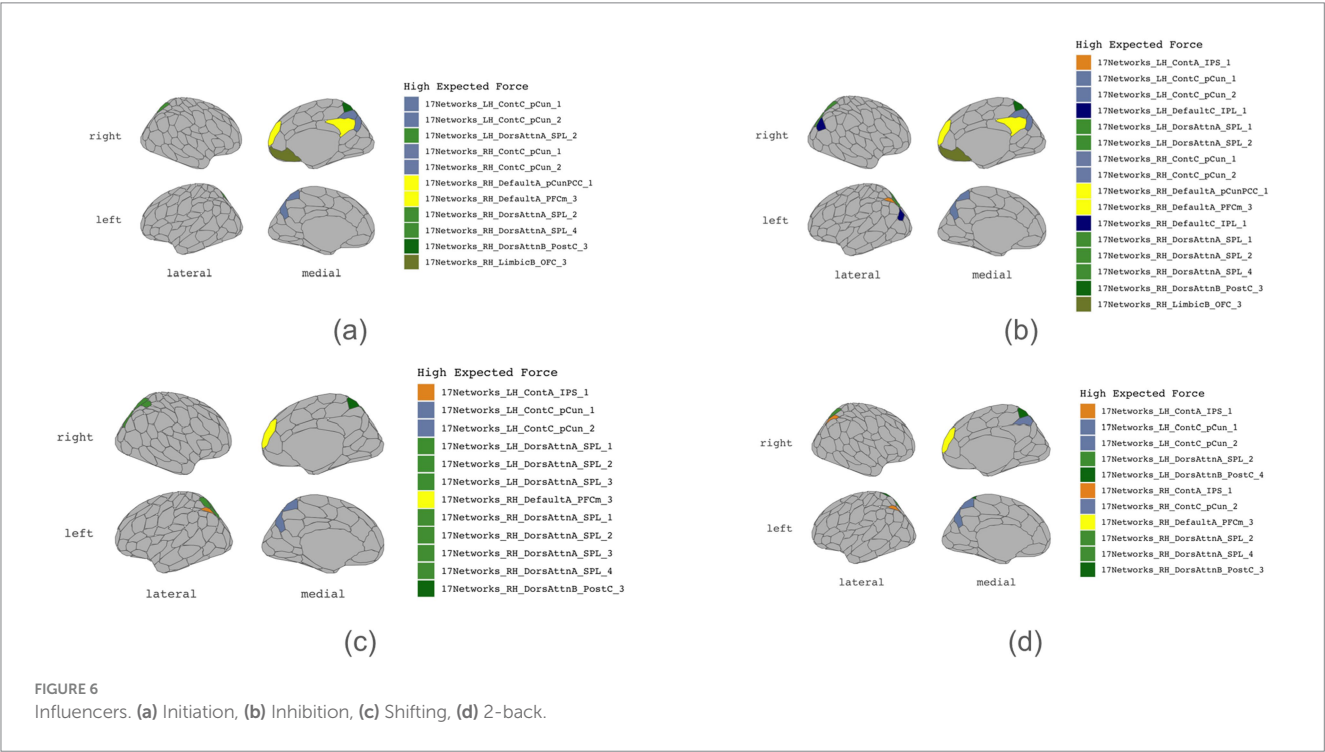 High Expected Force
17Networks_LH_ContC_pCun_1
17Networks_LH_ContC_pCun_2
17Networks_LH_DorsAttnA_SPL_2
17Networks_RH_ContC_pCun_1
17Networks_RH_ContC_pCun_2
17Networks_RH_DefaultA_pCunPCC_1
17Networks_RH_DefaultA_PFCm_3
17Networks_RH_DorsAttnA_SPL_2
17Networks_RH_DorsAttnA_SPL_4
17Networks_RH_DorsAttnB_PostC_3
17Networks_RH_LimbicB_OFC_3
right
left
lateral medial
(a)
High Expected Force
17Networks_LH_ContA_IPS_1
17Networks_LH_ContC_pCun_1
17Networks_LH_ContC_pCun_2
17Networks_LH_DefaultC_IPL_1
17Networks_LH_DorsAttnA_SPL_1
17Networks_LH_DorsAttnA_SPL_2
17Networks_RH_ContC_pCun_1
17Networks_RH_ContC_pCun_2
17Networks_RH_DefaultA_pCunPCC_1
17Networks_RH_DefaultA_PFCm_3
17Networks_RH_DefaultC_IPL_1
17Networks_RH_DorsAttnA_SPL_1
17Networks_RH_DorsAttnA_SPL_2
17Networks_RH_DorsAttnA_SPL_4
17Networks_RH_DorsAttnB_PostC_3
17Networks_RH_LimbicB_OFC_3
right
left
lateral medial
(b)
High Expected Force
17Networks_LH_ContA_IPS_1
17Networks_LH_ContC_pCun_1
17Networks_LH_ContC_pCun_2
17Networks_LH_DorsAttnA_SPL_1
17Networks_LH_DorsAttnA_SPL_2
17Networks_LH_DorsAttnA_SPL_3
17Networks_RH_DefaultA_PFCm_3
17Networks_RH_DorsAttnA_SPL_1
17Networks_RH_DorsAttnA_SPL_2
17Networks_RH_DorsAttnA_SPL_3
17Networks_RH_DorsAttnA_SPL_4
17Networks_RH_DorsAttnB_PostC_3
right
left
lateral medial
(c)
High Expected Force
17Networks_LH_ContA_IPS_1
17Networks_LH_ContC_pCun_1
17Networks_LH_ContC_pCun_2
17Networks_LH_DorsAttnA_SPL_2
17Networks_LH_DorsAttnB_PostC_4
17Networks_RH_ContA_IPS_1
17Networks_RH_ContC_pCun_2
17Networks_RH_DefaultA_PFCm_3
17Networks_RH_DorsAttnA_SPL_2
17Networks_RH_DorsAttnA_SPL_4
17Networks_RH_DorsAttnB_PostC_3
right
left
lateral medial
(d)
FIGURE 6
Influencers. (a) Initiation, (b) Inhibition, (c) Shifting, (d) 2-back.